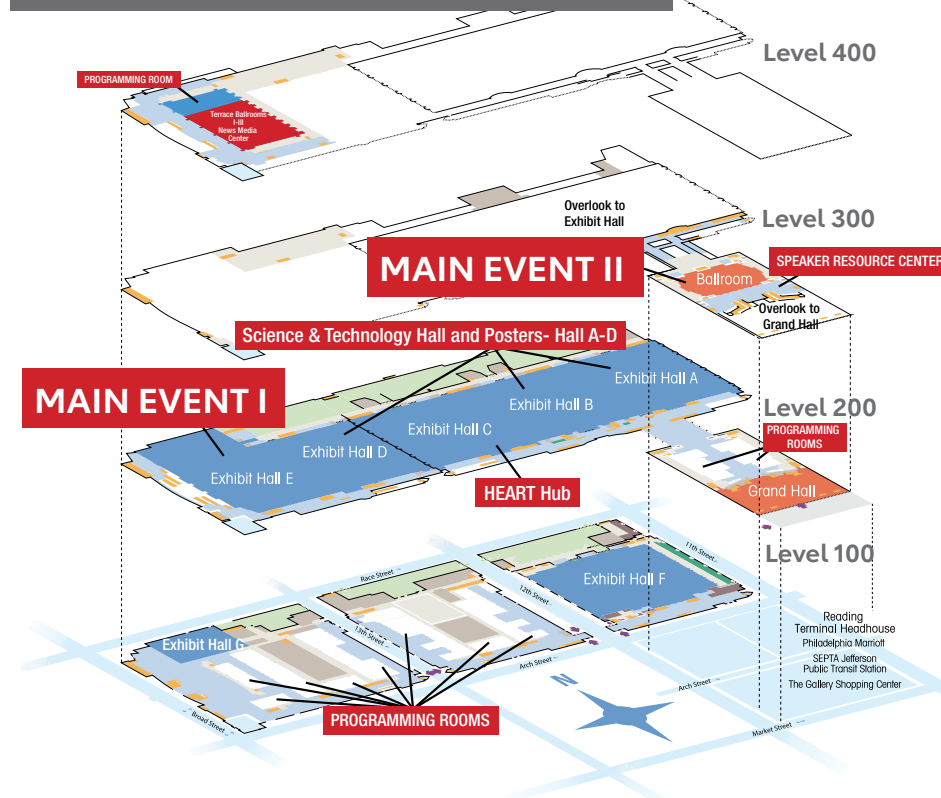 Level 400
PROGRAMMING ROOM
Terrace Ballrooms
I-III
News Media
Center
Overlook to
Exhibit Hall
Level 300
MAIN EVENT II
SPEAKER RESOURCE CENTER
Ballroom
Overlook to
Grand Hall
Science & Technology Hall and Posters- Hall A-D
MAIN EVENT I
Exhibit Hall A
Exhibit Hall B
Level 200
Exhibit Hall C
PROGRAMMING
ROOMS
Exhibit Hall D
Exhibit Hall E
HEART Hub
Grand Hall
Level 100
11th Street
Race Street
Exhibit Hall F
12th Street
13th Street
Reading
Terminal Headhouse
Philadelphia Marriott
SEPTA Jefferson
Public Transit Station
The Gallery Shopping Center
Exhibit Hall G
Arch Street
N
Arch Street
PROGRAMMING ROOMS
Broad Street
Market Street